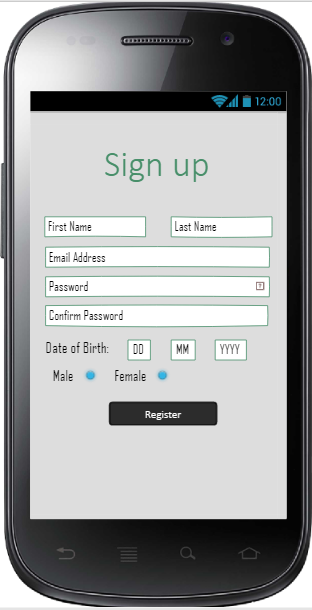 12:00
Sign up
First Name Last Name
Email Address
Password
Confirm Password
Date of Birth: DD MM YYYY
Male Female
Register